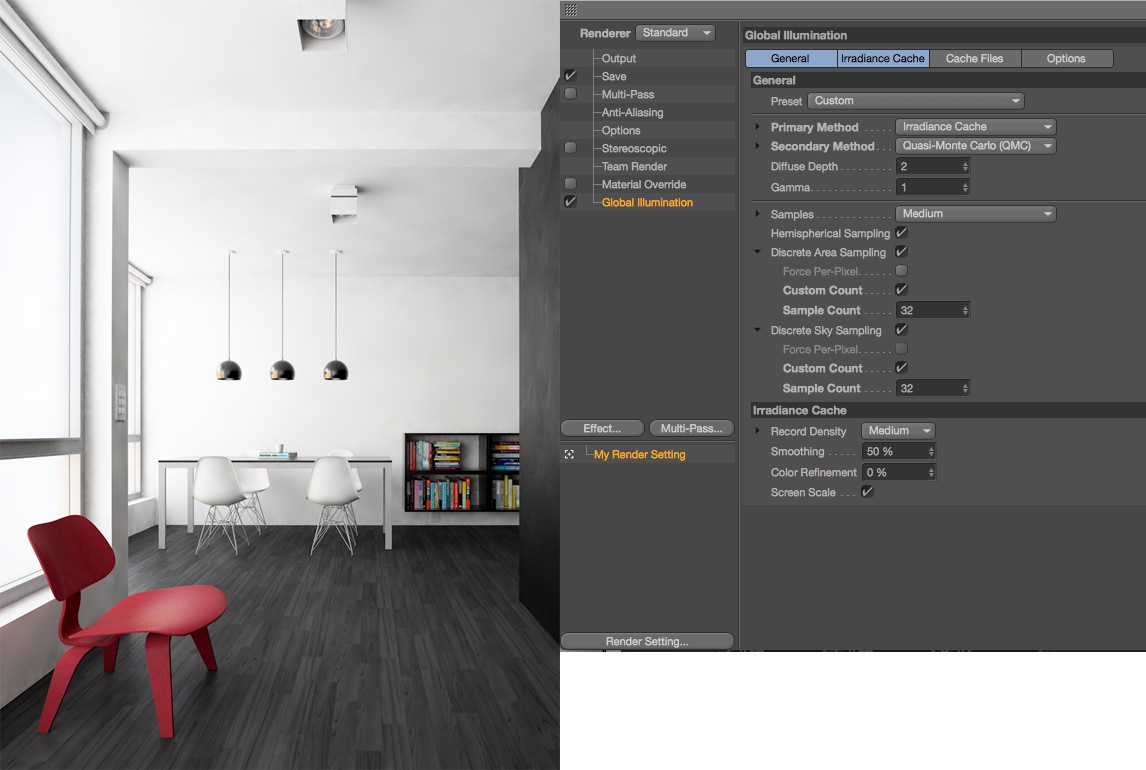 Renderer Standard
Output
Save
Multi-Pass
Anti-Aliasing
Options
Stereoscopic
Team Render
Material Override
Global Illumination
Effect... Multi-Pass...
My Render Setting
Render Setting...
Global Illumination
General Irradiance Cache Cache Files Options
General
Preset Custom
Primary Method . . . . . Irradiance Cache
Secondary Method . . . Quasi-Monte Carlo (QMC)
Diffuse Depth . . . . . . . . . 2
Gamma. . . . . . . . . . . . . . 1
Samples . . . . . . . . . . . . . Medium
Hemispherical Sampling
Discrete Area Sampling
Force Per-Pixel. . . . . .
Custom Count . . . . .
Sample Count . . . . . 32
Discrete Sky Sampling
Force Per-Pixel. . . . . .
Custom Count . . . . .
Sample Count . . . . . 32
Irradiance Cache
Record Density Medium
Smoothing . . . . . 50 %
Color Refinement 0 %
Screen Scale . . .